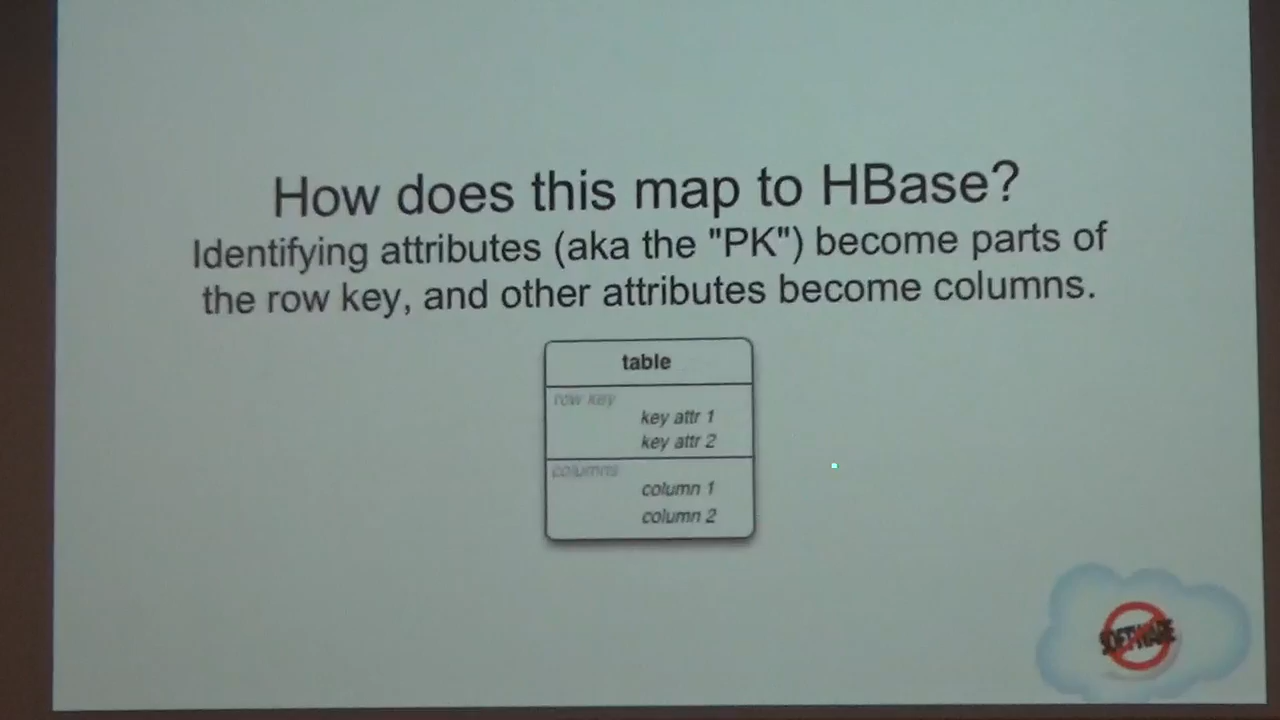 How does this map to HBase?
Identifying attributes (aka the "PK") become parts of
the row key, and other attributes become columns.
table
row key
key attr 1
key attr 2
columns
column 1
column 2
SOFTWARE